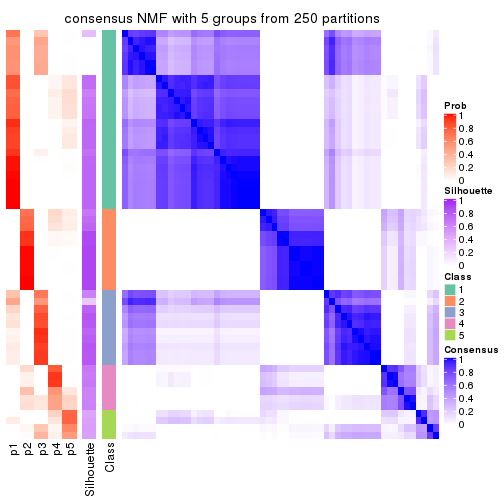 consensus NMF with 5 groups from 250 partitions
Prob
1
0.8
0.6
0.4
0.2
0
Silhouette
1
0.8
0.6
0.4
0.2
0
Class
1
2
3
4
5
Consensus
1
0.8
0.6
0.4
0.2
0
p1
p2
p3
p4
p5
Silhouette
Class